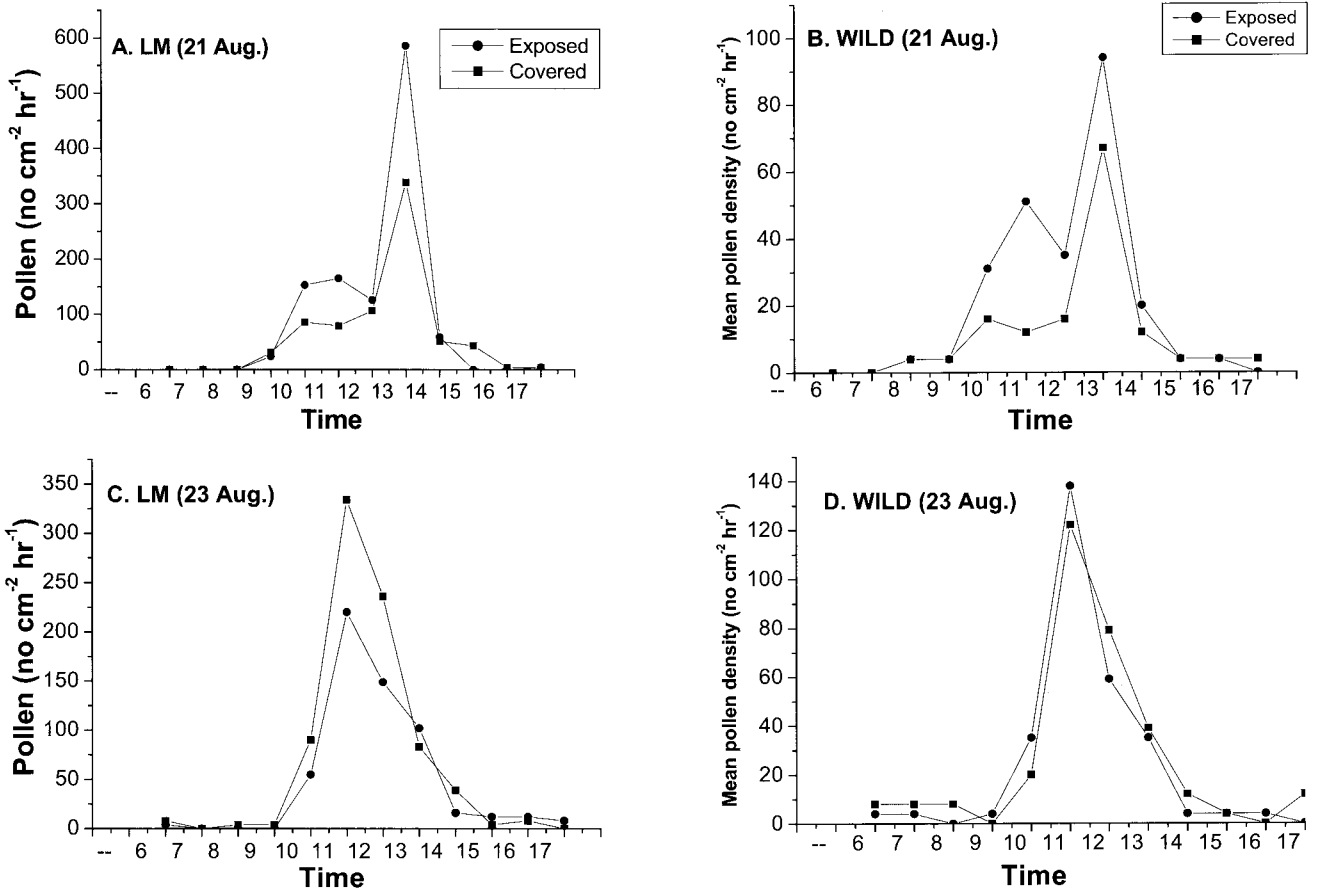 A. LM (21 Aug.)
Exposed
Covered
Pollen (no cm-2 hr-1)
600
500
400
300
200
100
0
-- 6 7 8 9 10 11 12 13 14 15 16 17
Time
B. WILD (21 Aug.)
Exposed
Covered
Mean pollen density (no cm-2 hr-1)
100
80
60
40
20
0
-- 6 7 8 9 10 11 12 13 14 15 16 17
Time
C. LM (23 Aug.)
Pollen (no cm-2 hr-1)
350
300
250
200
150
100
50
0
-- 6 7 8 9 10 11 12 13 14 15 16 17
Time
D. WILD (23 Aug.)
Mean pollen density (no cm-2 hr-1)
140
120
100
80
60
40
20
0
-- 6 7 8 9 10 11 12 13 14 15 16 17
Time